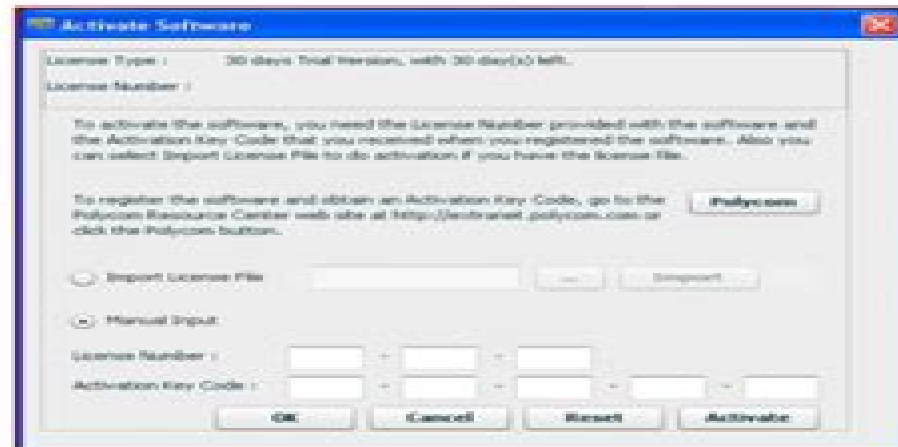 Activate Software
License Type : 30 days Trial Version, with 30 day(s) left.
License Number :
To activate the software, you need the License Number provided with the software and
the Activation Key Code that you received when you registered the software. Also you
can select Import License File to do activation if you have the license file.
To register the software and obtain an Activation Key Code, go to the
Polycom Resource Center web site at http://extranet.polycom.com or
click the Polycom button.
Polycom
Import License File ... Import
Manual Input
License Number : - -
Activation Key Code : - - - -
OK Cancel Reset Activate